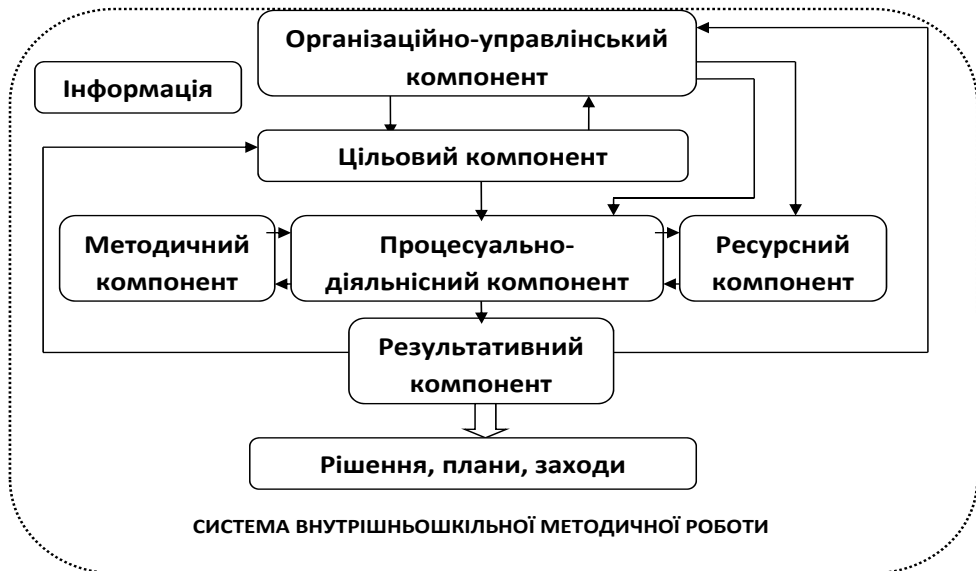 Організаційно-управлінський
компонент
Інформація
Цільовий компонент
Методичний
компонент
Процесуально-
діяльнісний компонент
Ресурсний
компонент
Результативний
компонент
Рішення, плани, заходи
СИСТЕМА ВНУТРІШНЬОШКІЛЬНОЇ МЕТОДИЧНОЇ РОБОТИ